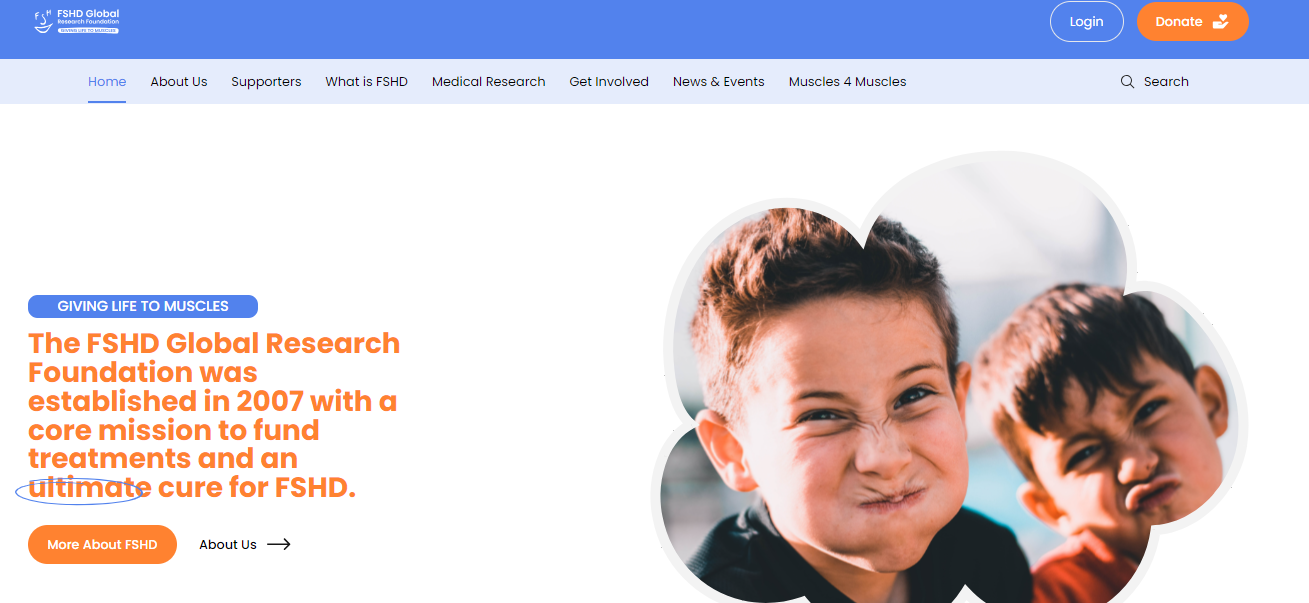 FSHD
FSHD Global
Research Foundation
GIVING LIFE TO MUSCLES
Login
Donate
Home
About Us
Supporters
What is FSHD
Medical Research
Get Involved
News & Events
Muscles 4 Muscles
Search
GIVING LIFE TO MUSCLES
The FSHD Global Research
Foundation was
established in 2007 with a
core mission to fund
treatments and an
ultimate cure for FSHD.
More About FSHD
About Us